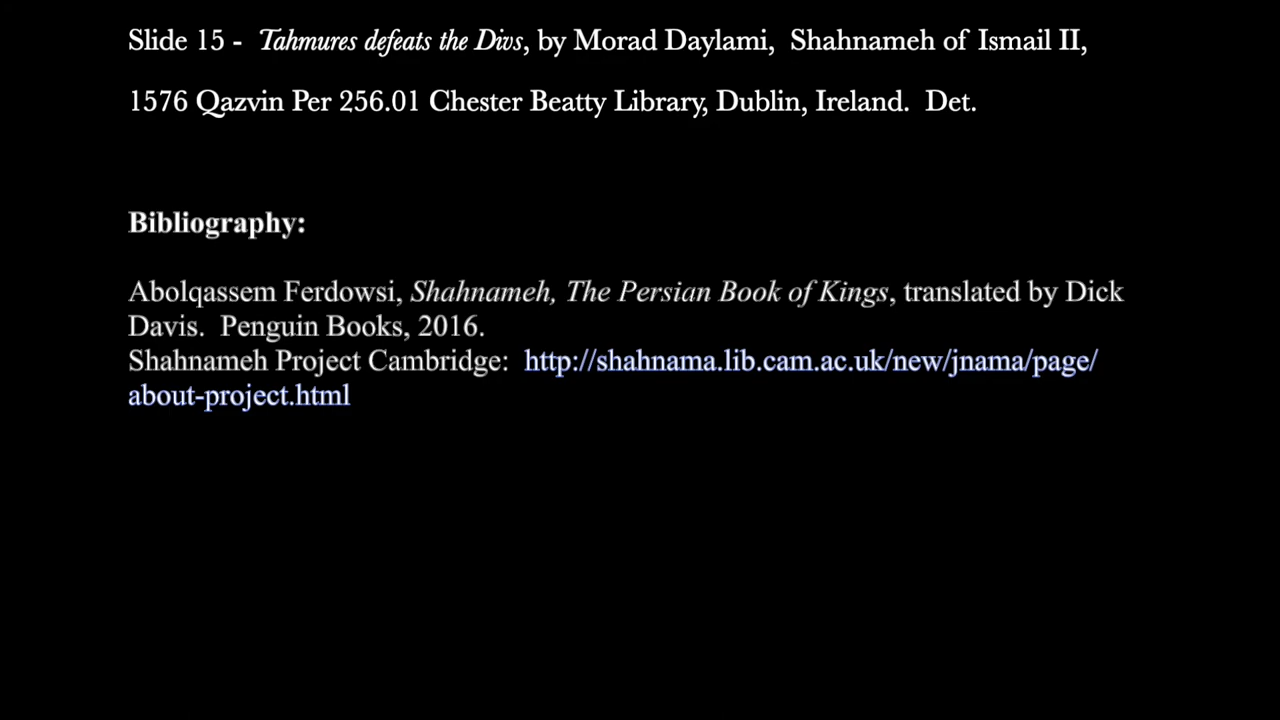 Slide 15 -  Tahmures defeats the Divs, by Morad Daylami,  Shahnameh of Ismail II,
1576 Qazvin Per 256.01 Chester Beatty Library, Dublin, Ireland.  Det.
Bibliography:
Abolqassem Ferdowsi, Shahnameh, The Persian Book of Kings, translated by Dick
Davis.  Penguin Books, 2016.
Shahnameh Project Cambridge:  http://shahnama.lib.cam.ac.uk/new/jnama/page/
about-project.html